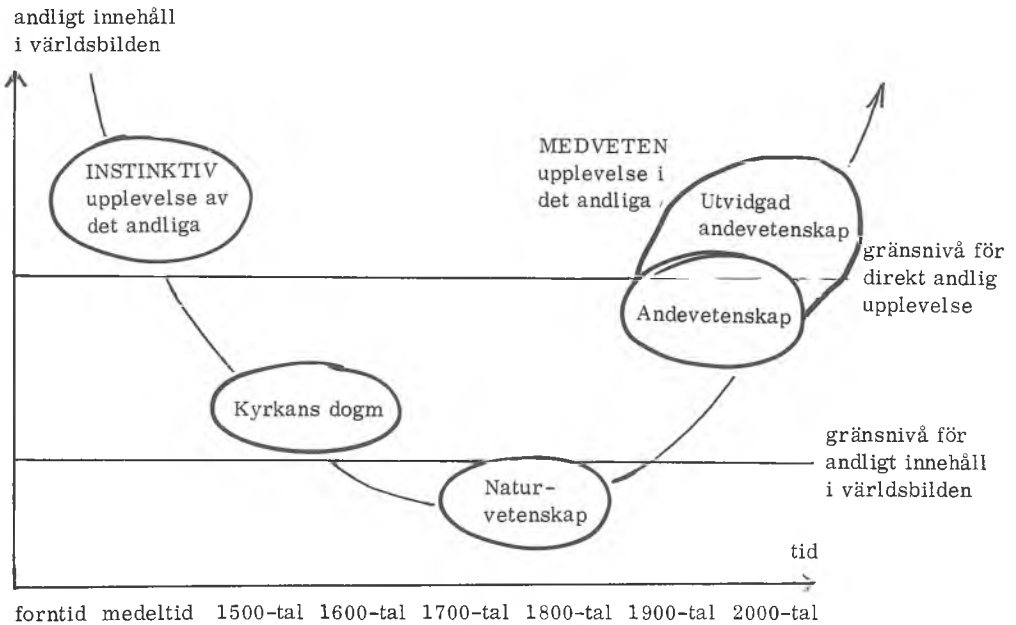 andligt innehåll
i världsbilden
INSTINKTIV
upplevelse av
det andliga
MEDVETEN
upplevelse i
det andliga
Utvidgad
andevetenskap
gränsnivå för
direkt andlig
upplevelse
Andevetenskap
Kyrkans dogm
gränsnivå för
andligt innehåll
i världsbilden
Natur-
vetenskap
tid
forntid medeltid 1500-tal 1600-tal 1700-tal 1800-tal 1900-tal 2000-tal